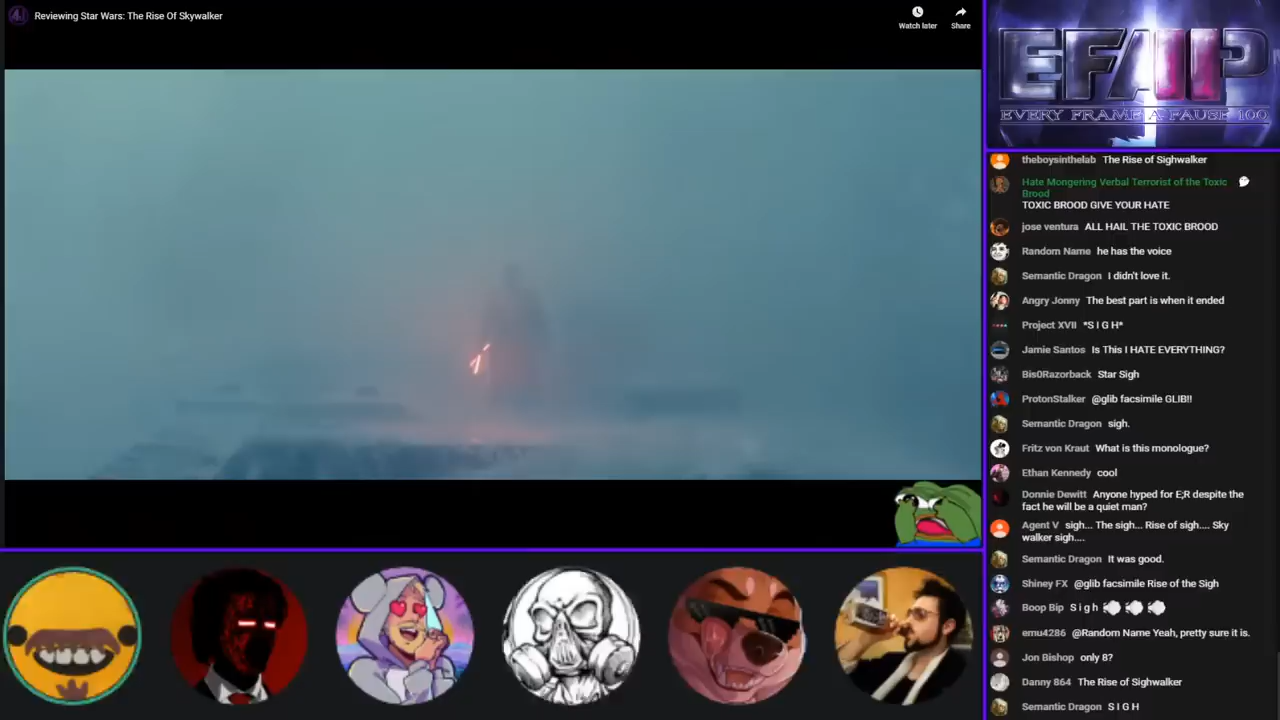 Reviewing Star Wars: The Rise Of Skywalker
Watch later
Share
EFAP
EVERY FRAME A PAUSE 100
theboysinthelab The Rise of Sighwalker
Hate Mongering Verbal Terrorist of the Toxic
Brood
TOXIC BROOD GIVE YOUR HATE
jose ventura ALL HAIL THE TOXIC BROOD
Random Name he has the voice
Semantic Dragon I didn't love it.
Angry Jonny The best part is when it ended
Project XVII *S I G H*
Jamie Santos Is This I HATE EVERYTHING?
Bis0Razorback Star Sigh
ProtonStalker @glib facsimile GLIB!!
Semantic Dragon sigh.
Fritz von Kraut What is this monologue?
Ethan Kennedy cool
Donnie Dewitt Anyone hyped for E;R despite the
fact he will be a quiet man?
Agent V sigh... The sigh... Rise of sigh.... Sky
walker sigh....
Semantic Dragon It was good.
Shiney FX @glib facsimile Rise of the Sigh
Boop Bip S i g h 💨 💨 💨
emu4286 @Random Name Yeah, pretty sure it is.
Jon Bishop only 8?
Danny 864 The Rise of Sighwalker
Semantic Dragon S I G H